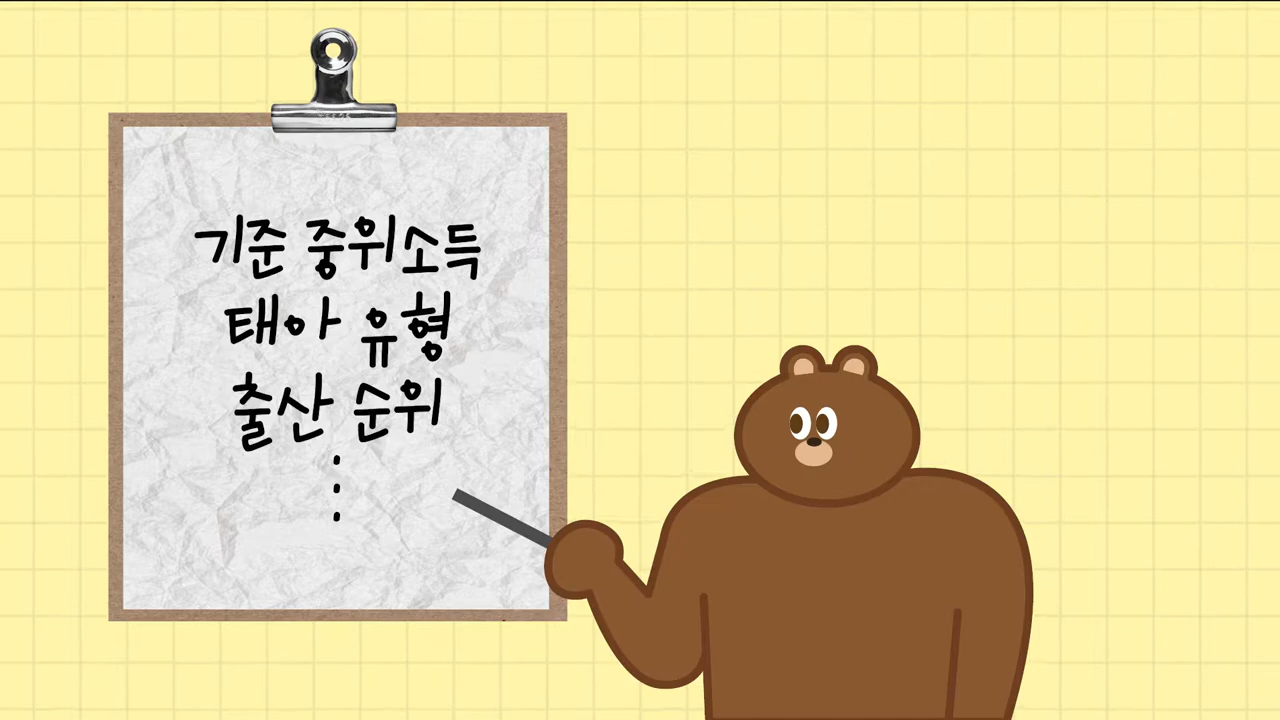 기준 중위소득
태아 유형
출산 순위